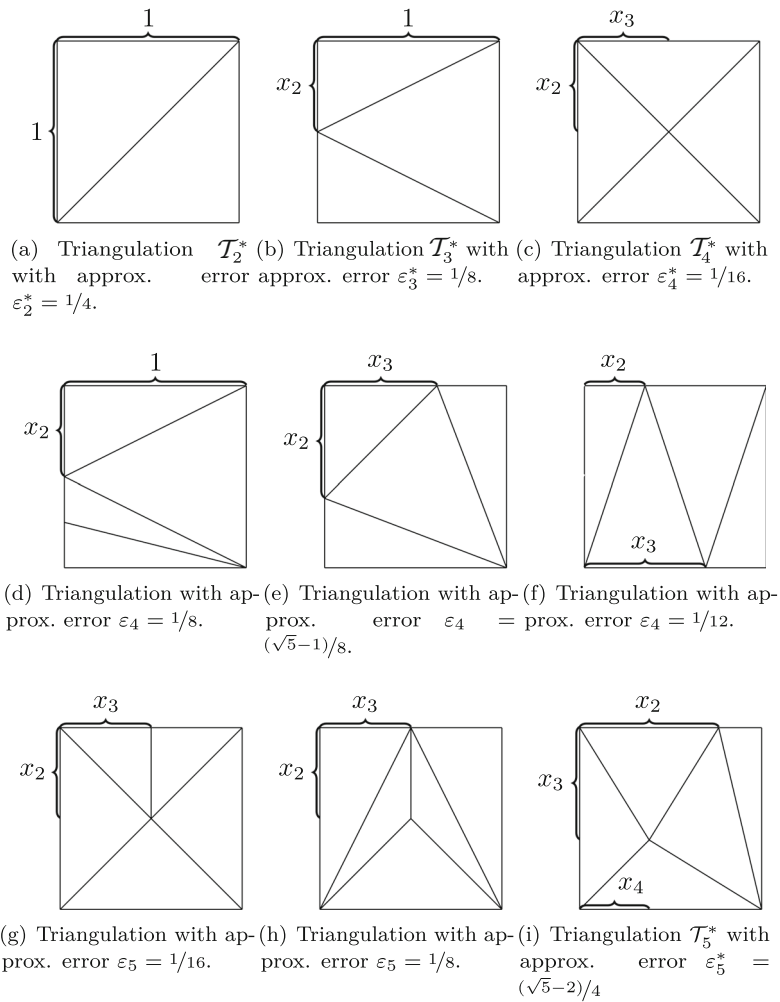 1
1
x₂
1
x₃
x₂
1
(a) Triangulation 𝒯₂* with approx. error ε₂* = 1/4.
(b) Triangulation 𝒯₃* with approx. error ε₃* = 1/8.
(c) Triangulation 𝒯₄* with approx. error ε₄* = 1/16.
1
x₂
x₃
x₂
x₂
x₃
(d) Triangulation with ap-
prox. error ε₄ = 1/8.
(e) Triangulation with ap-
prox. error ε₄ =
(√5−1)/8.
(f) Triangulation with ap-
prox. error ε₄ = 1/12.
x₃
x₂
x₃
x₂
x₂
x₃
x₄
(g) Triangulation with ap-
prox. error ε₅ = 1/16.
(h) Triangulation with ap-
prox. error ε₅ = 1/8.
(i) Triangulation 𝒯₅* with
approx. error ε₅* =
(√5−2)/4